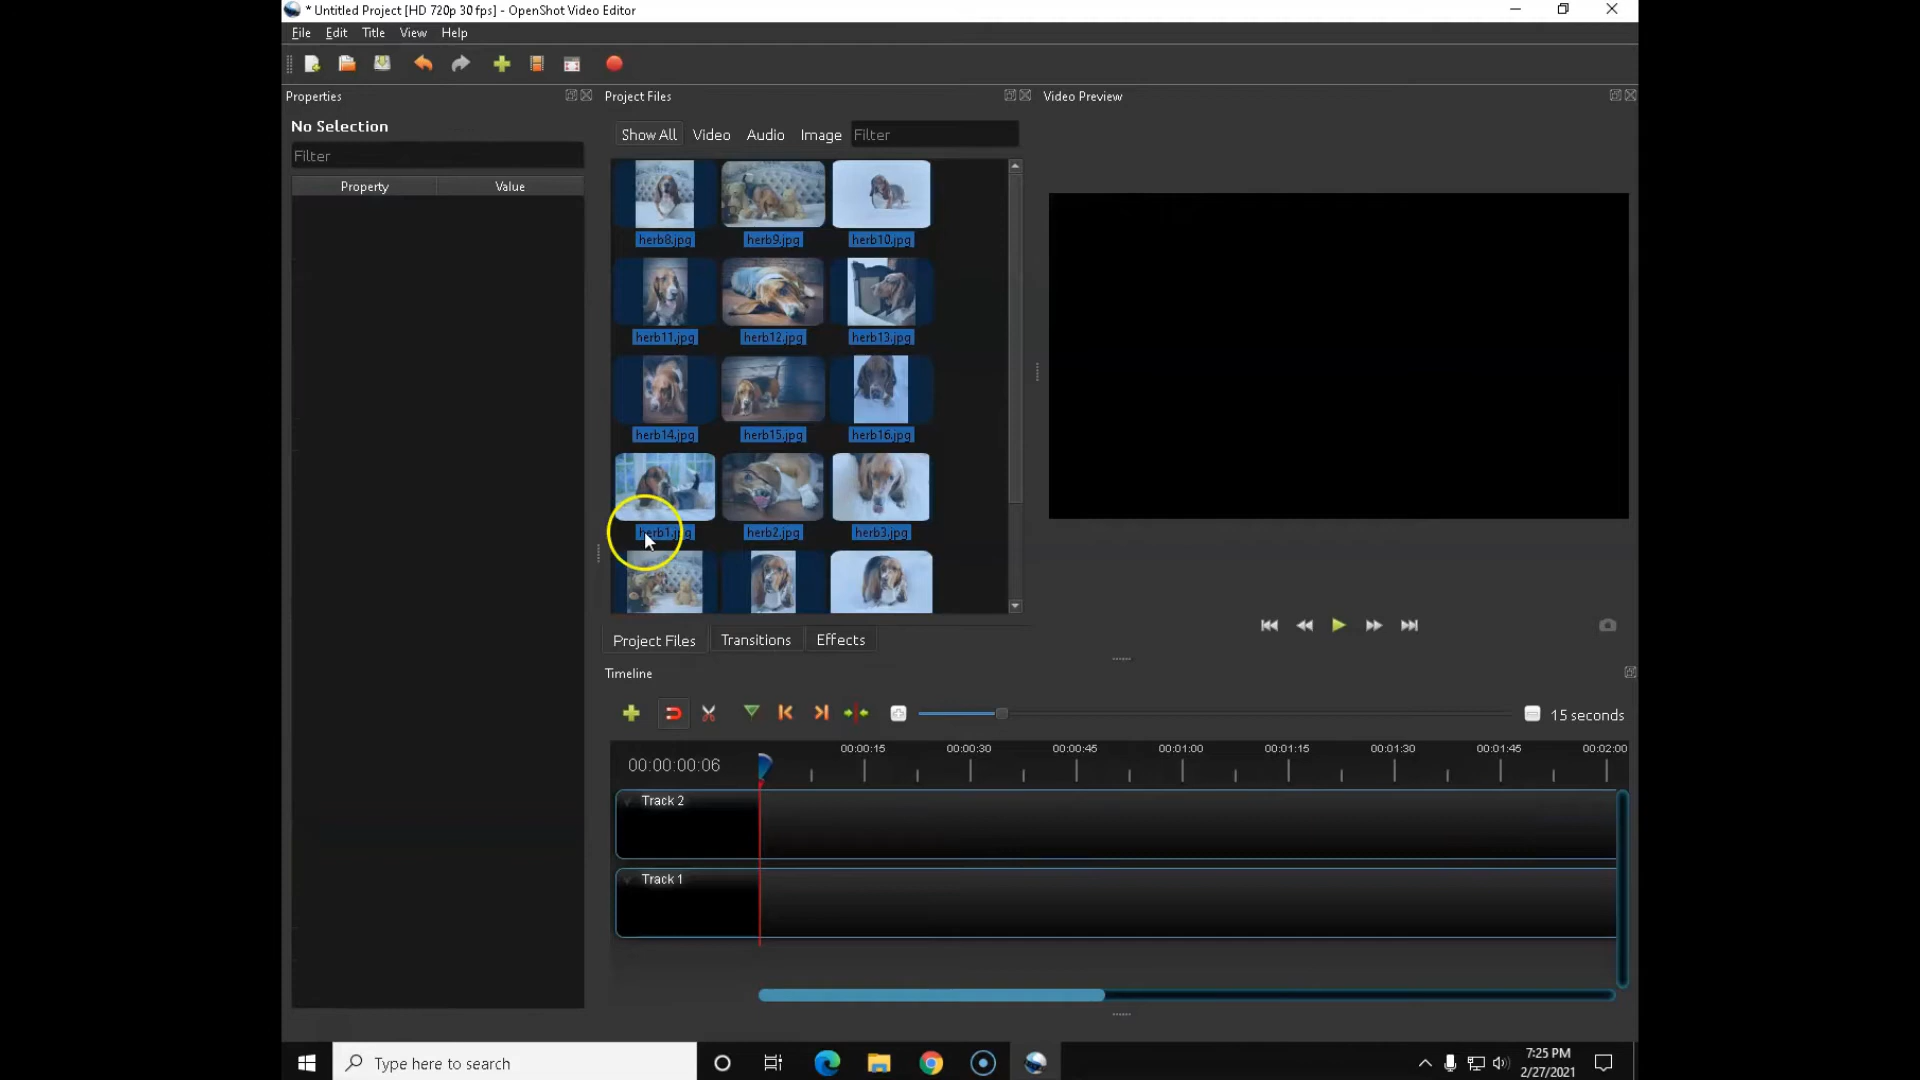 * Untitled Project [HD 720p 30 fps] - OpenShot Video Editor
File Edit Title View Help
Properties
Project Files
Video Preview
No Selection
Show All Video Audio Image Filter
Filter
Property Value
herb8.jpg herb9.jpg herb10.jpg
herb11.jpg herb12.jpg herb13.jpg
herb14.jpg herb15.jpg herb16.jpg
herb1.jpg herb2.jpg herb3.jpg
Project Files Transitions Effects
Timeline
15 seconds
00:00:15 00:00:30 00:00:45 00:01:00 00:01:15 00:01:30 00:01:45 00:02:00
00:00:00:06
Track 2
Track 1
Type here to search
7:25 PM
2/27/2021